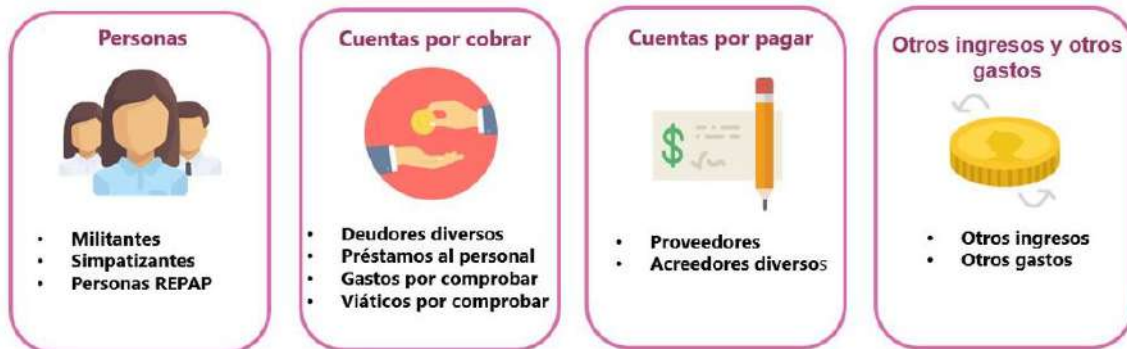 Personas
• Militantes
• Simpatizantes
• Personas REPAP
Cuentas por cobrar
• Deudores diversos
• Préstamos al personal
• Gastos por comprobar
• Viáticos por comprobar
Cuentas por pagar
$
• Proveedores
• Acreedores diversos
Otros ingresos y otros
gastos
• Otros ingresos
• Otros gastos